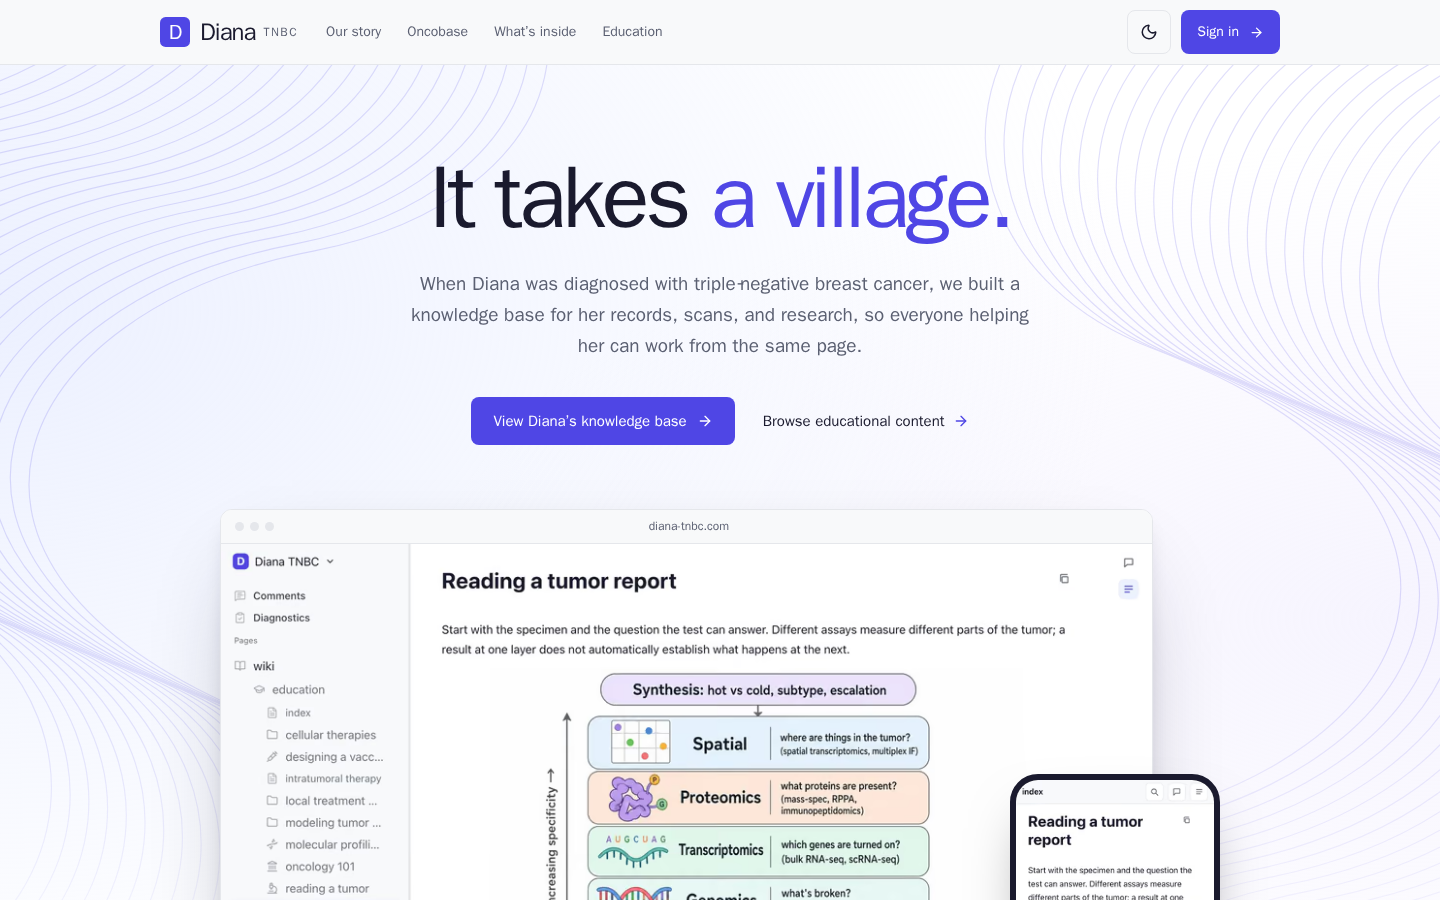 D Diana TNBC Our story Oncobase What's inside Education Sign in
It takes a village.
When Diana was diagnosed with triple-negative breast cancer, we built a
knowledge base for her records, scans, and research, so everyone helping
her can work from the same page.
View Diana's knowledge base Browse educational content
diana-tnbc.com
D Diana TNBC
Comments
Diagnostics
Pages
wiki
education
index
cellular therapies
designing a vacc...
intratumoral therapy
local treatment ...
modeling tumor ...
molecular profili...
oncology 101
reading a tumor
Reading a tumor report
Start with the specimen and the question the test can answer. Different assays measure different parts of the tumor; a
result at one layer does not automatically establish what happens at the next.
Synthesis: hot vs cold, subtype, escalation
Spatial
where are things in the tumor?
(spatial transcriptomics, multiplex IF)
P
G
Proteomics
what proteins are present?
(mass-spec, RPPA,
immunopeptidomics)
AUGCUAG
Transcriptomics
which genes are turned on?
(bulk RNA-seq, scRNA-seq)
Genomics
what's broken?
increasing specificity
index
Reading a tumor
report
Start with the specimen and the question the
test can answer. Different assays measure
different parts of the tumor; a result at one